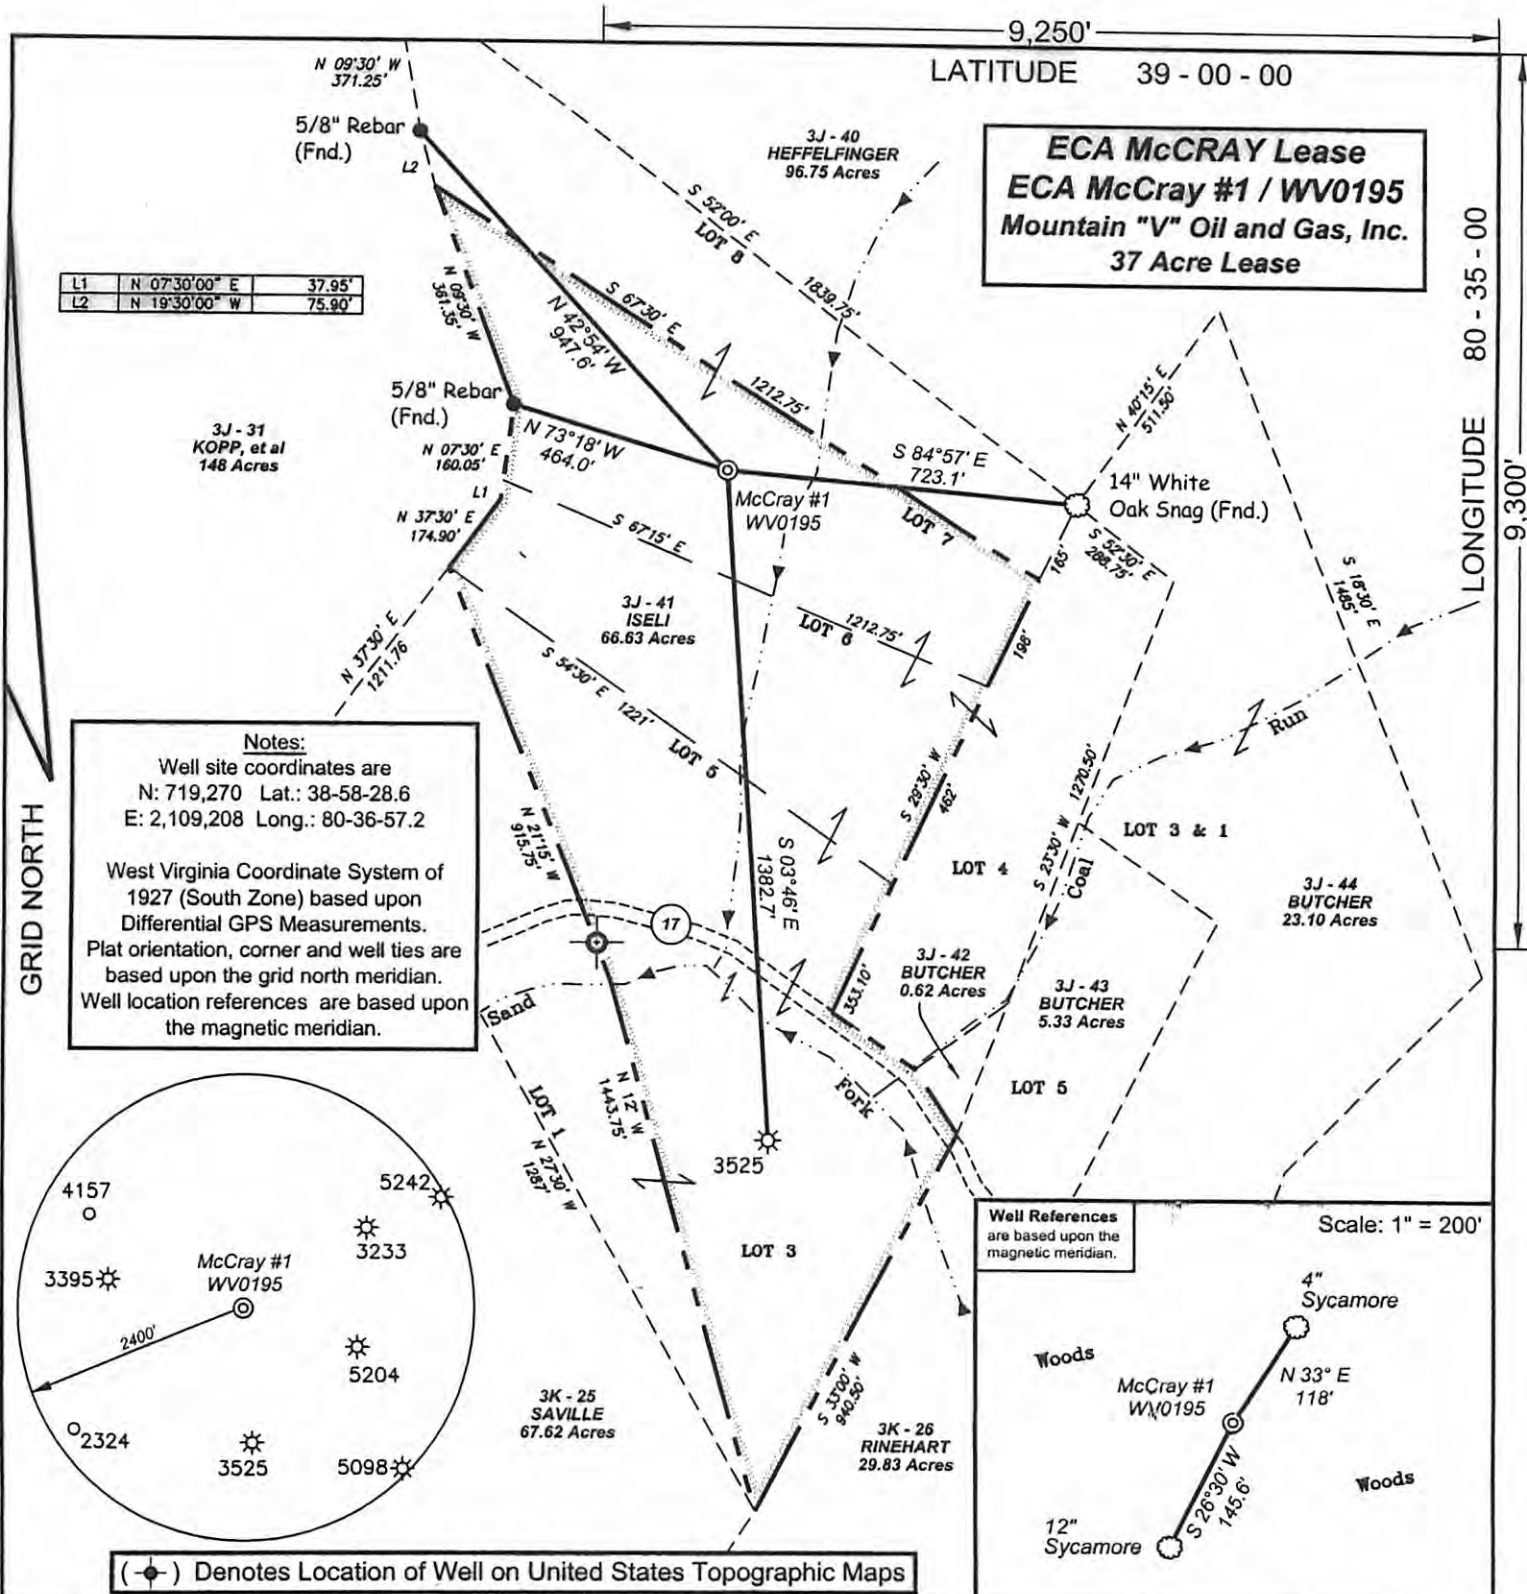 9,250'
LATITUDE 39 - 00 - 00
N 09°30' W
371.25'
5/8" Rebar
(Fnd.)
L2
3J - 40
HEFFELFINGER
96.75 Acres
ECA McCRAY Lease
ECA McCray #1 / WV0195
Mountain "V" Oil and Gas, Inc.
37 Acre Lease
LONGITUDE 80 - 35 - 00
9,300'
S 52°00' E
LOT 8
1839.75'
L1 N 07°30'00" E 37.95'
L2 N 19°30'00" W 75.90'
N 09°30' W
361.35'
N 42°54' W
947.6'
S 67°30' E
1212.75'
5/8" Rebar
(Fnd.)
3J - 31
KOPP, et al
148 Acres
N 07°30' E
160.05'
N 73°18' W
464.0'
S 84°57' E
723.1'
N 40°15' E
511.50'
14" White
Oak Snag (Fnd.)
L1
McCray #1
WV0195
LOT 7
N 37°30' E
174.90'
S 67°15' E
165'
S 52°30' E
288.75'
S 18°30' E
1485'
3J - 41
ISELI
66.63 Acres
LOT 6
1212.75'
198'
N 37°30' E
1211.76
S 54°30' E
1221'
LOT 5
Run
Notes:
Well site coordinates are
N: 719,270 Lat.: 38-58-28.6
E: 2,109,208 Long.: 80-36-57.2
West Virginia Coordinate System of
1927 (South Zone) based upon
Differential GPS Measurements.
Plat orientation, corner and well ties are
based upon the grid north meridian.
Well location references are based upon
the magnetic meridian.
GRID NORTH
N 21°15' W
915.75'
S 03°46' E
1382.7'
S 29°30' W
462'
S 23°30' W 1270.50'
LOT 4
Coal
LOT 3 & 1
3J - 44
BUTCHER
23.10 Acres
17
353.10'
3J - 42
BUTCHER
0.62 Acres
3J - 43
BUTCHER
5.33 Acres
Sand
Fork
LOT 5
LOT 1
N 27°30' W
1287'
N 12° W
1443.75'
3525
LOT 3
4157
5242
3233
3395
McCray #1
WV0195
2400'
5204
2324
3525
5098
3K - 25
SAVILLE
67.62 Acres
S 33°00' W
940.50'
3K - 26
RINEHART
29.83 Acres
Well References
are based upon the
magnetic meridian.
Scale: 1" = 200'
4"
Sycamore
Woods
N 33° E
118'
McCray #1
WV0195
S 26°30' W
145.6'
Woods
12"
Sycamore
( ) Denotes Location of Well on United States Topographic Maps